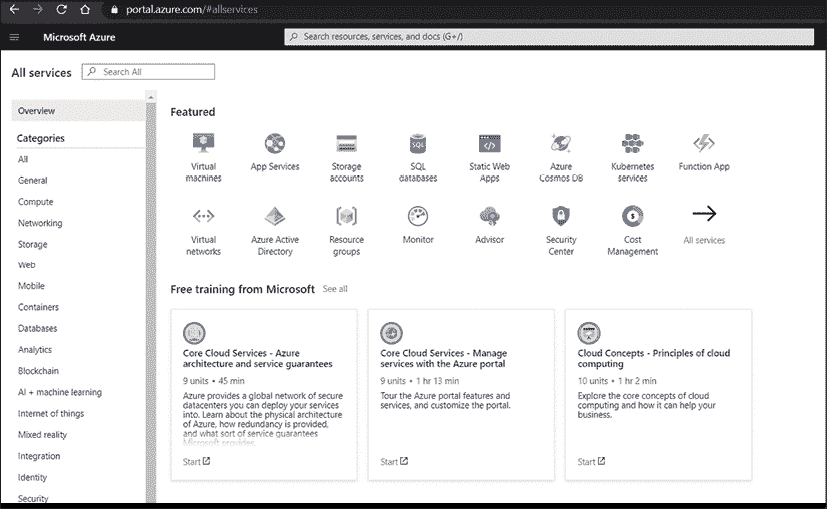 portal.azure.com/#allservices
Microsoft Azure
Search resources, services, and docs (G+/)
All services
Search All
Overview
Categories
All
General
Compute
Networking
Storage
Web
Mobile
Containers
Databases
Analytics
Blockchain
AI + machine learning
Internet of things
Mixed reality
Integration
Identity
Security
Featured
Virtual
machines
App Services
Storage
accounts
SQL
SQL
databases
Static Web
Apps
Azure
Cosmos DB
Kubernetes
services
Function App
Virtual
networks
Azure Active
Directory
Resource
groups
Monitor
Advisor
Security
Center
Cost
Management
All services
Free training from Microsoft See all
Core Cloud Services - Azure
architecture and service guarantees
9 units • 45 min
Azure provides a global network of secure
datacenters you can deploy your services
into. Learn about the physical architecture
of Azure, how redundancy is provided,
and what sort of service guarantees
Microsoft provides.
Start
Core Cloud Services - Manage
services with the Azure portal
9 units • 1 hr 13 min
Tour the Azure portal features and
services, and customize the portal.
Start
Cloud Concepts - Principles of cloud
computing
10 units • 1 hr 2 min
Explore the core concepts of cloud
computing and how it can help your
business.
Start